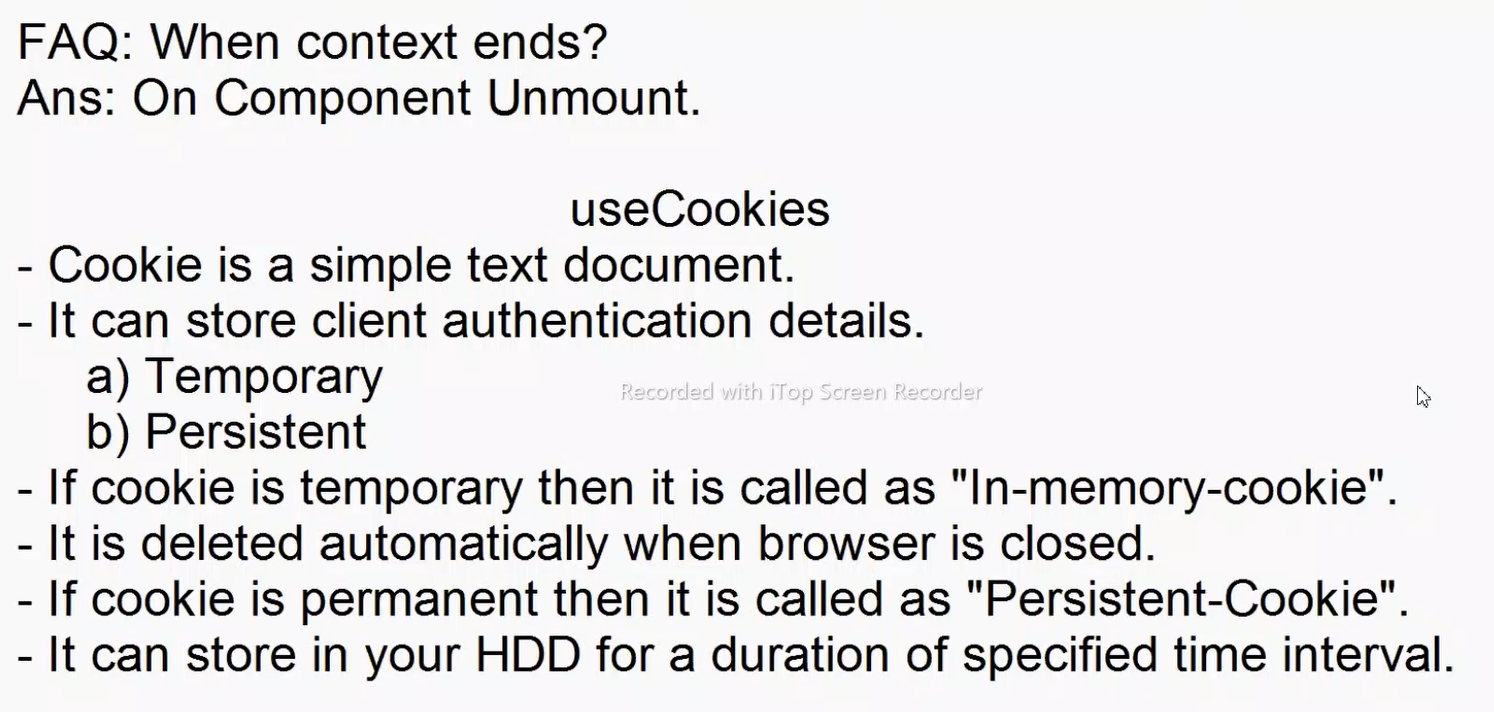 FAQ: When context ends?
Ans: On Component Unmount.
useCookies
- Cookie is a simple text document.
- It can store client authentication details.
a) Temporary
Recorded with iTop Screen Recorder
b) Persistent
- If cookie is temporary then it is called as "In-memory-cookie".
- It is deleted automatically when browser is closed.
- If cookie is permanent then it is called as "Persistent-Cookie".
- It can store in your HDD for a duration of specified time interval.